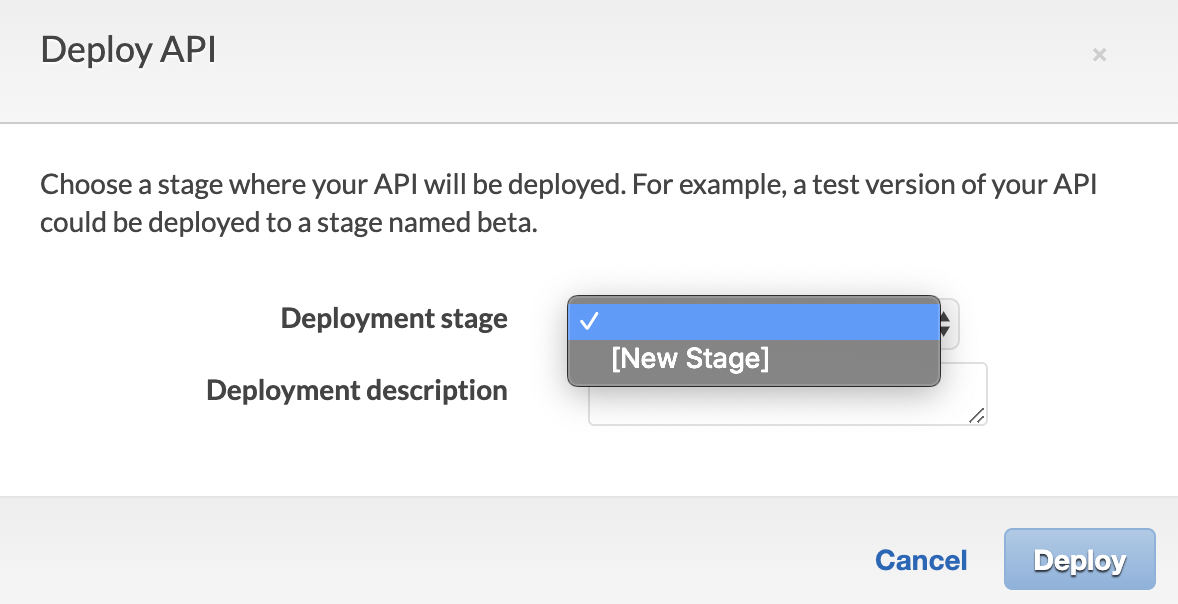 Deploy API
Choose a stage where your API will be deployed. For example, a test version of your API
could be deployed to a stage named beta.
Deployment stage
[New Stage]
Deployment description
Cancel
Deploy